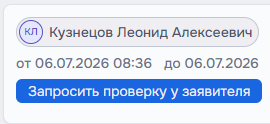 КЛ Кузнецов Леонид Алексеевич
от 06.07.2026 08:36 до 06.07.2026
Запросить проверку у заявителя